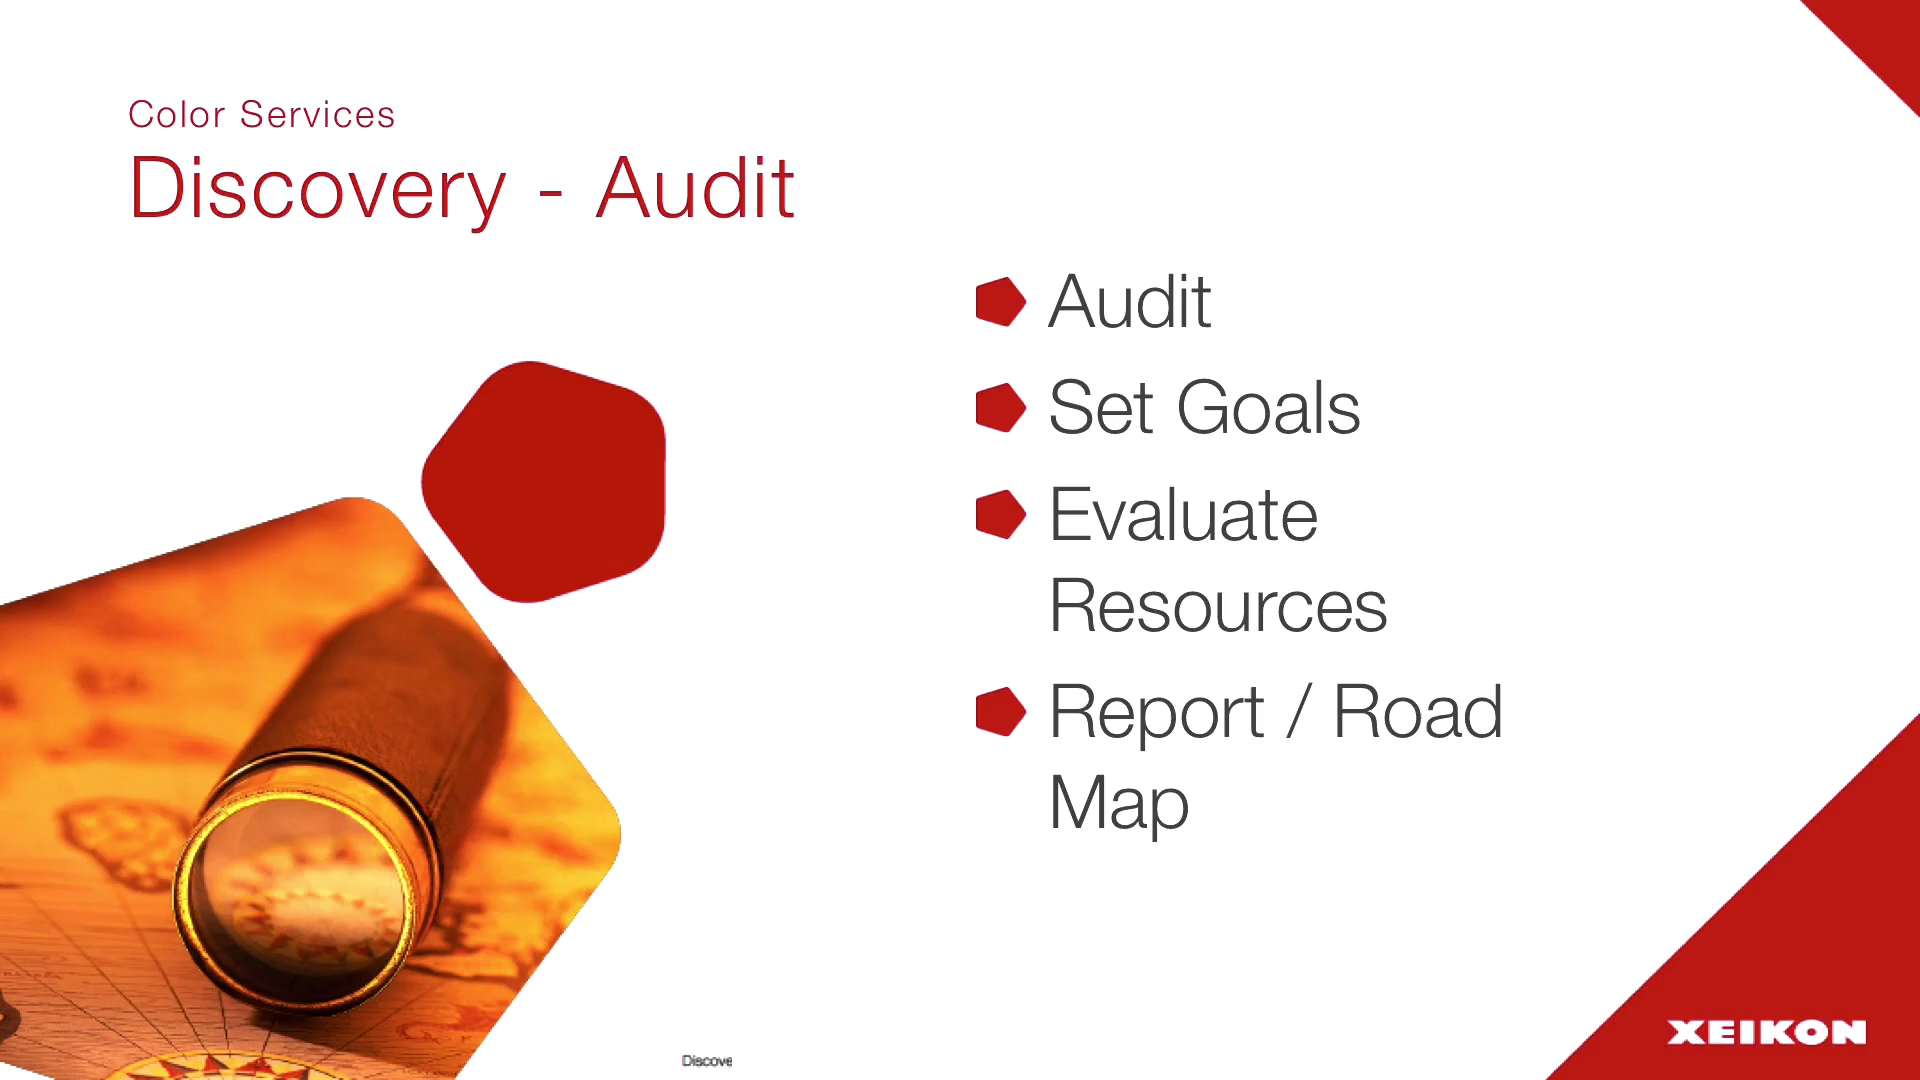 Color Services
Discovery - Audit
Audit
Set Goals
Evaluate
Resources
Report / Road
Map
Discove
XEIKON